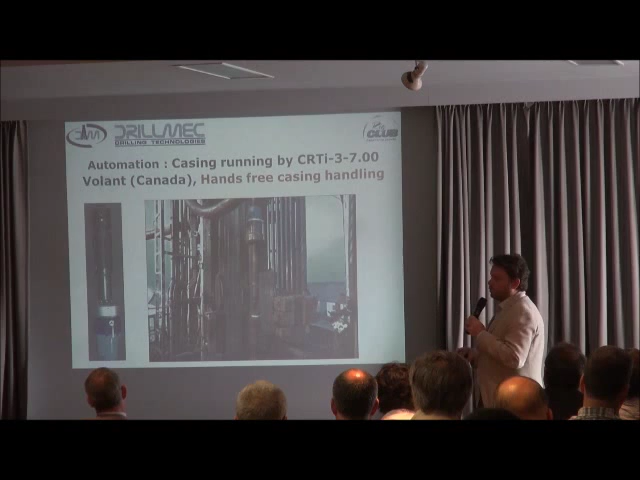 DRILLMEC
DRILLING TECHNOLOGIES
CLUB
Automation : Casing running by CRTi-3-7.00
Volant (Canada), Hands free casing handling